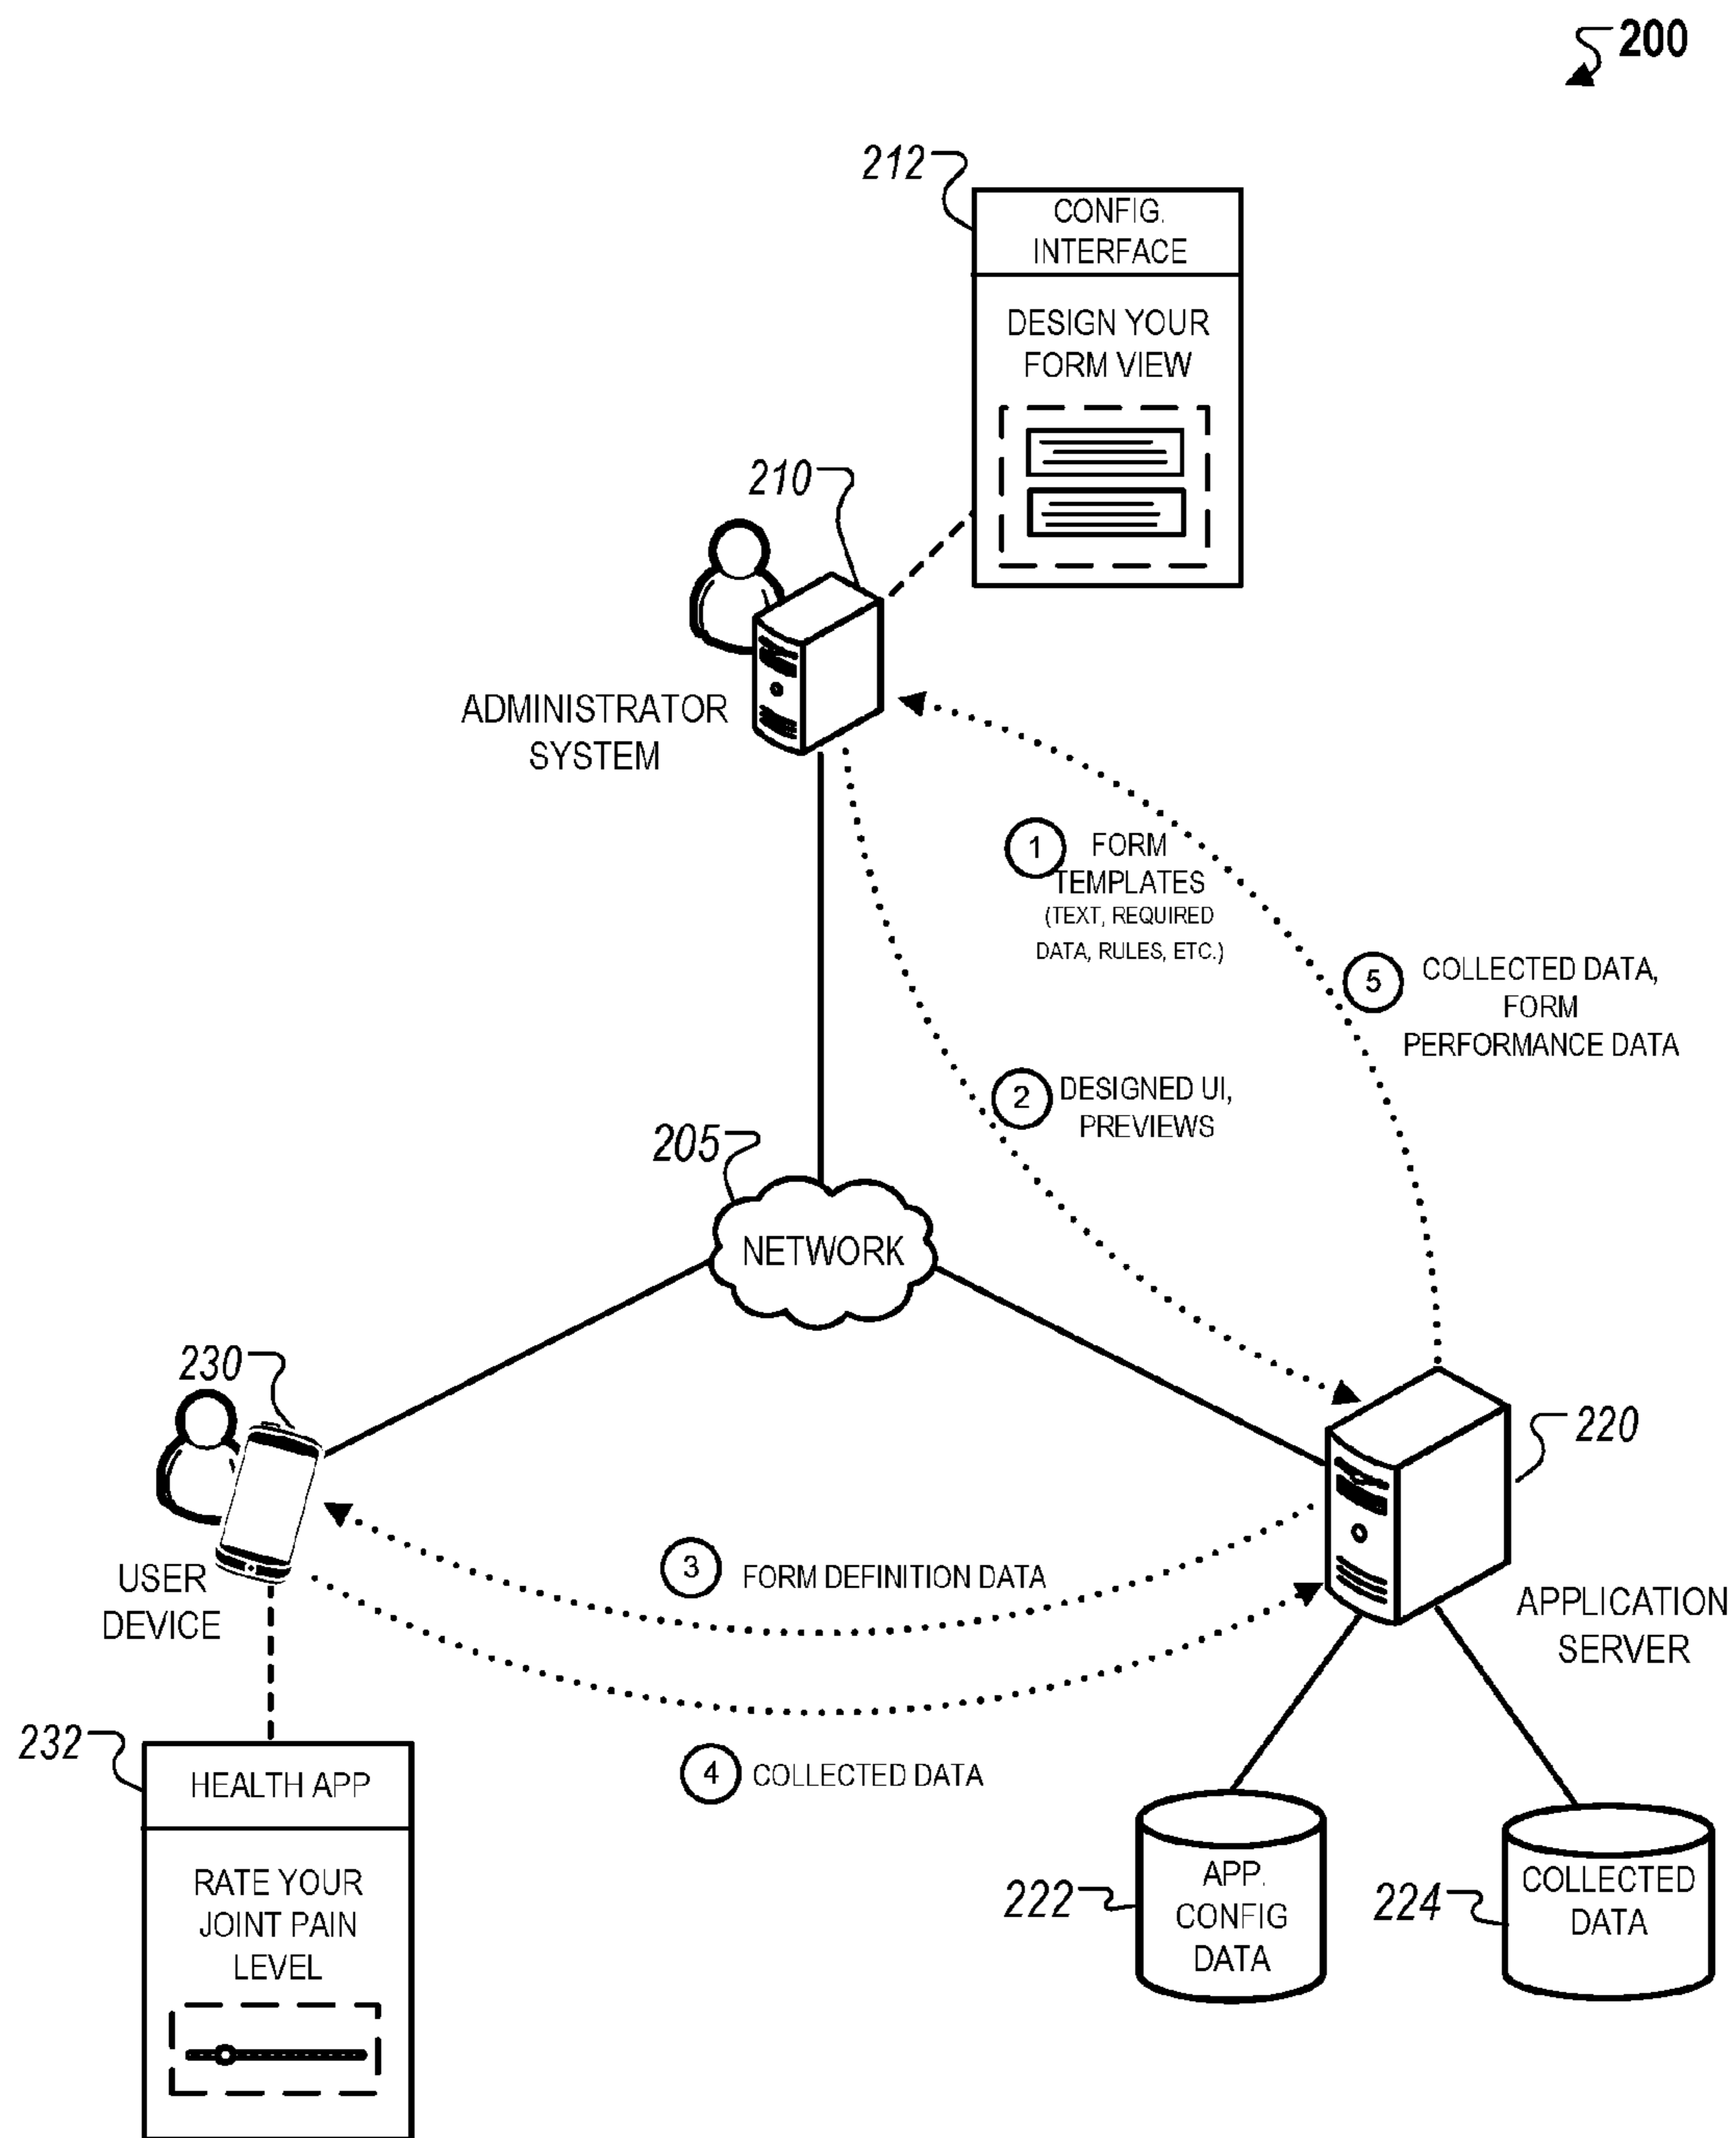 200
212
CONFIG.
INTERFACE
DESIGN YOUR
FORM VIEW
210
ADMINISTRATOR
SYSTEM
1
FORM
TEMPLATES
(TEXT, REQUIRED
DATA, RULES, ETC.)
5
COLLECTED DATA,
FORM
PERFORMANCE DATA
2
DESIGNED UI,
PREVIEWS
205
NETWORK
230
USER
DEVICE
220
APPLICATION
SERVER
3
FORM DEFINITION DATA
4
COLLECTED DATA
232
HEALTH APP
RATE YOUR
JOINT PAIN
LEVEL
222
APP.
CONFIG
DATA
224
COLLECTED
DATA